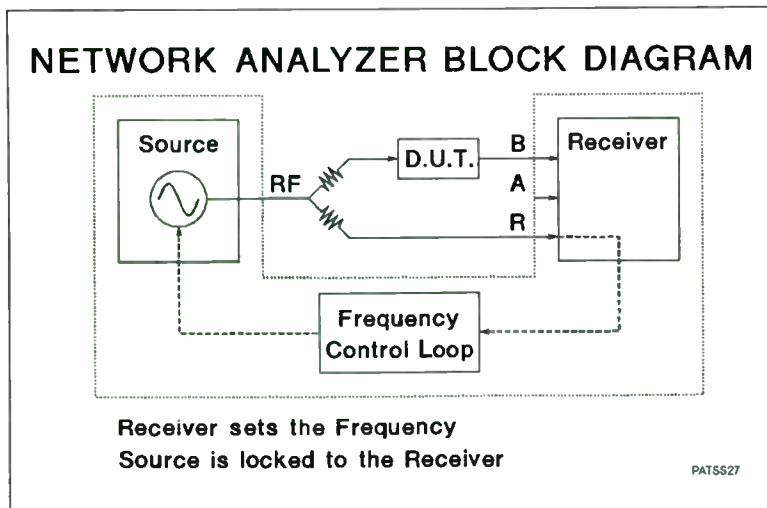 NETWORK ANALYZER BLOCK DIAGRAM
Source
RF
D.U.T.
B
A
R
Receiver
Frequency
Control Loop
Receiver sets the Frequency
Source is locked to the Receiver
PATSS27